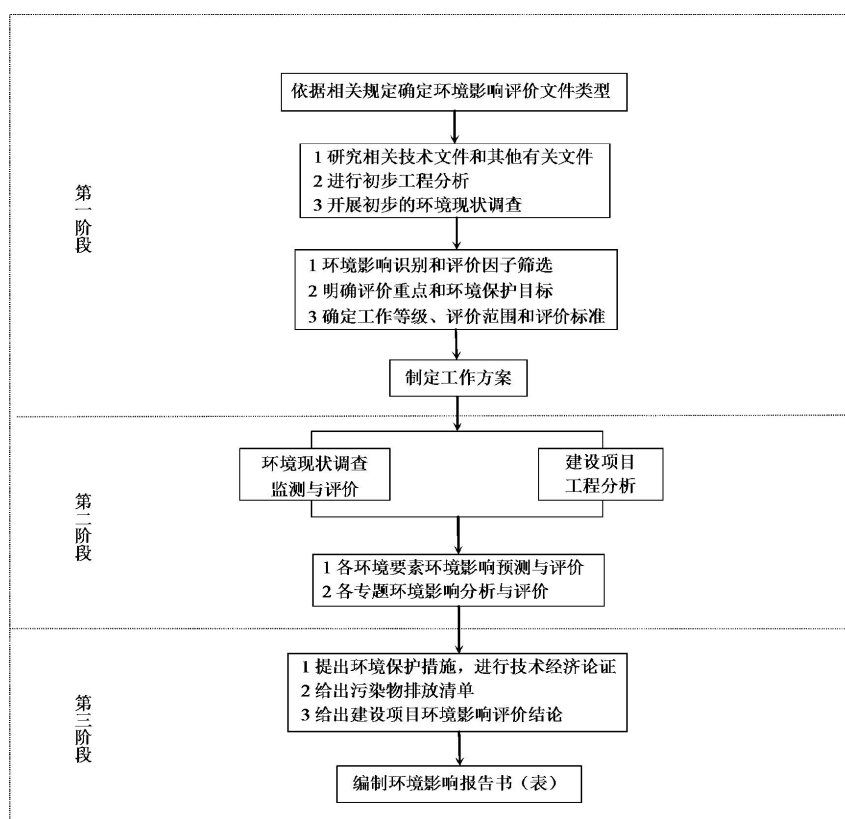 依据相关规定确定环境影响评价文件类型
1 研究相关技术文件和其他有关文件
2 进行初步工程分析
3 开展初步的环境现状调查
第一阶段
1 环境影响识别和评价因子筛选
2 明确评价重点和环境保护目标
3 确定工作等级、评价范围和评价标准
制定工作方案
环境现状调查
监测与评价
建设项目
工程分析
第二阶段
1 各环境要素环境影响预测与评价
2 各专题环境影响分析与评价
1 提出环境保护措施，进行技术经济论证
2 给出污染物排放清单
3 给出建设项目环境影响评价结论
第三阶段
编制环境影响报告书（表）